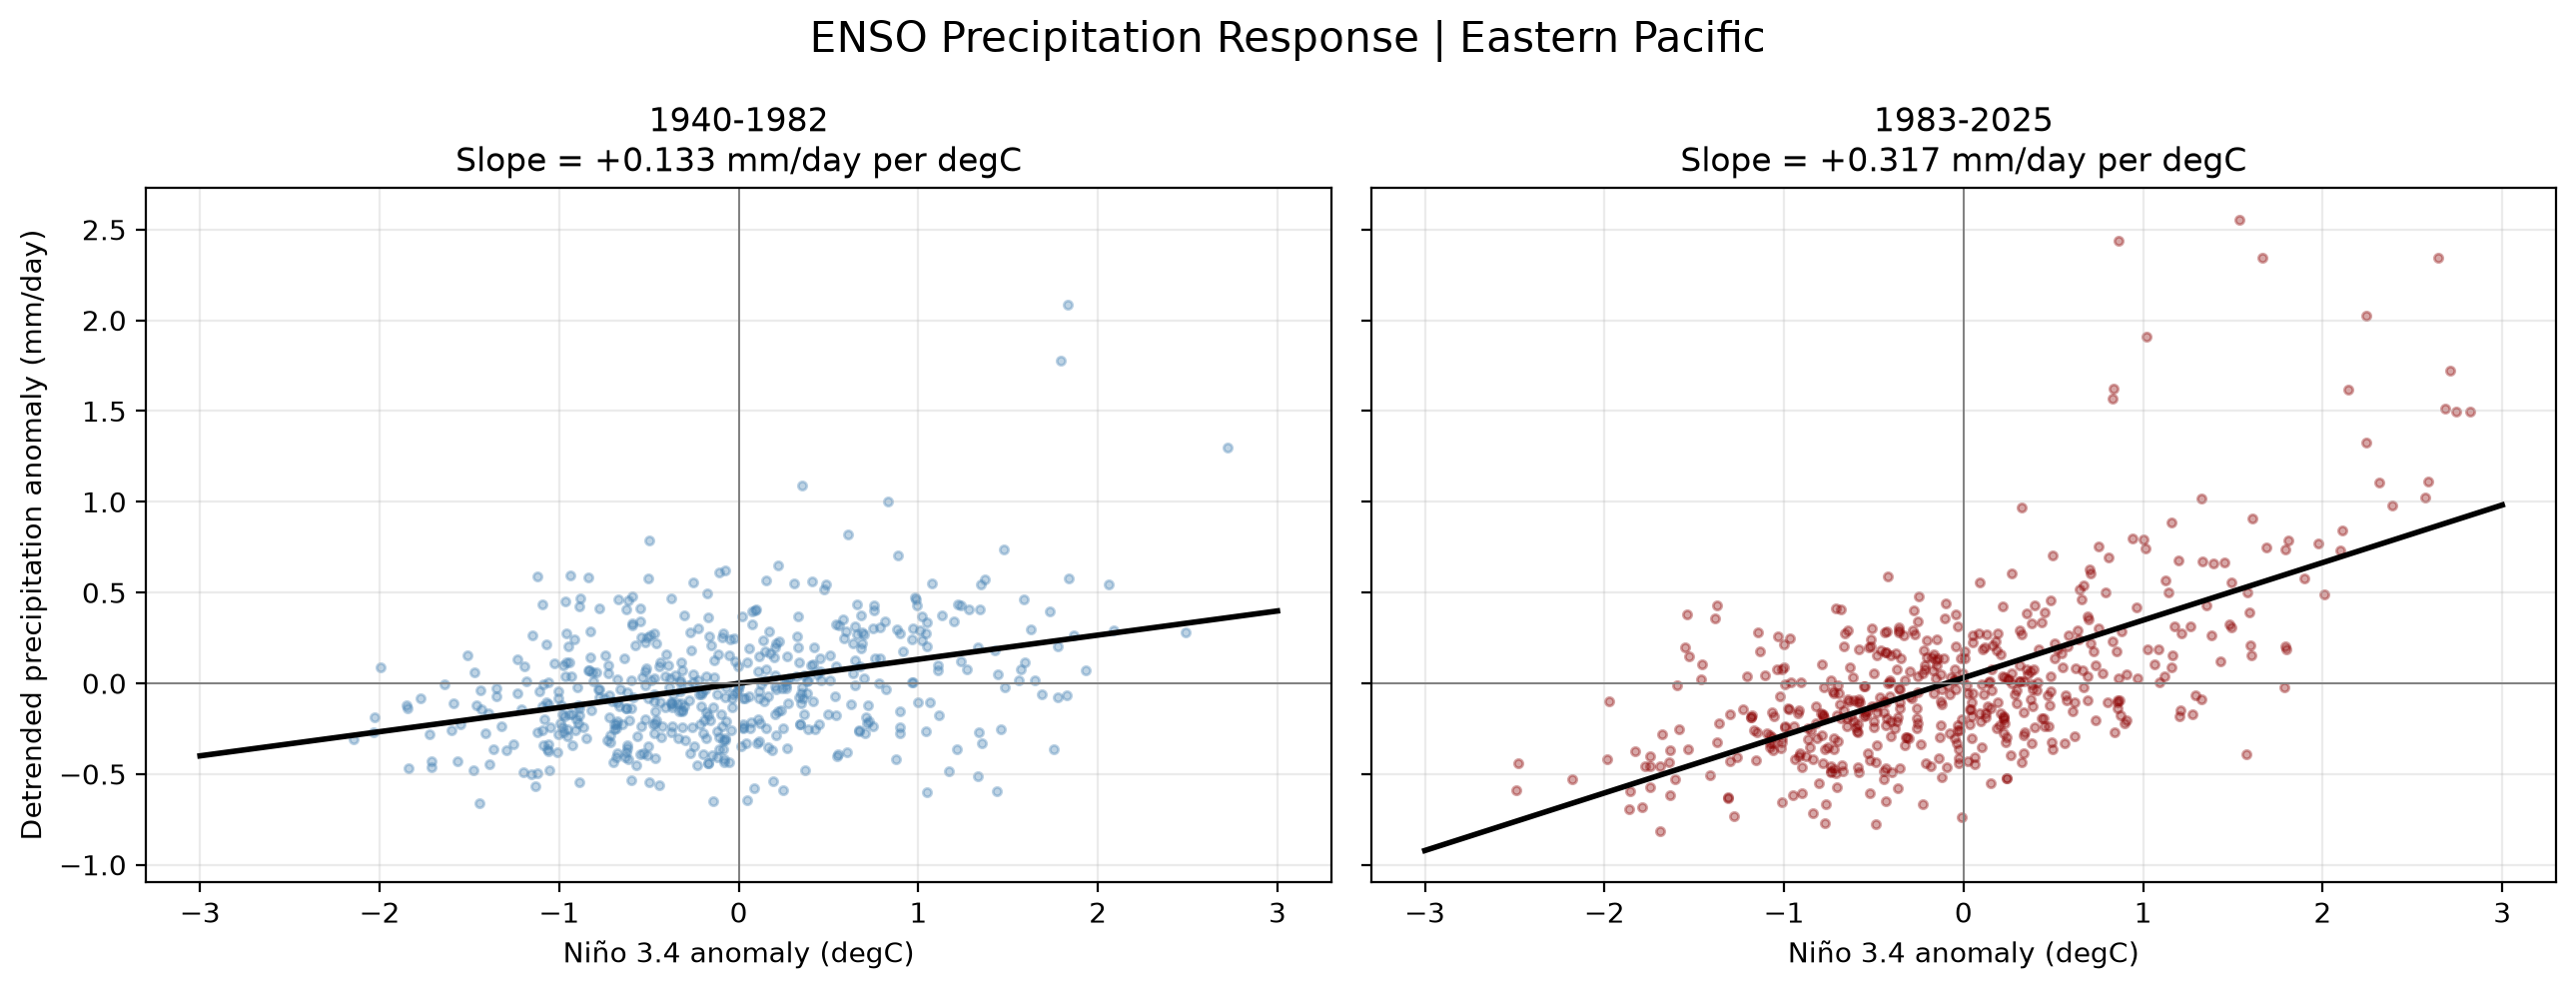 ENSO Precipitation Response | Eastern Pacific
1940-1982
Slope = +0.133 mm/day per degC
1983-2025
Slope = +0.317 mm/day per degC
Detrended precipitation anomaly (mm/day)
2.5
2.0
1.5
1.0
0.5
0.0
−0.5
−1.0
−3 −2 −1 0 1 2 3
−3 −2 −1 0 1 2 3
Niño 3.4 anomaly (degC)
Niño 3.4 anomaly (degC)